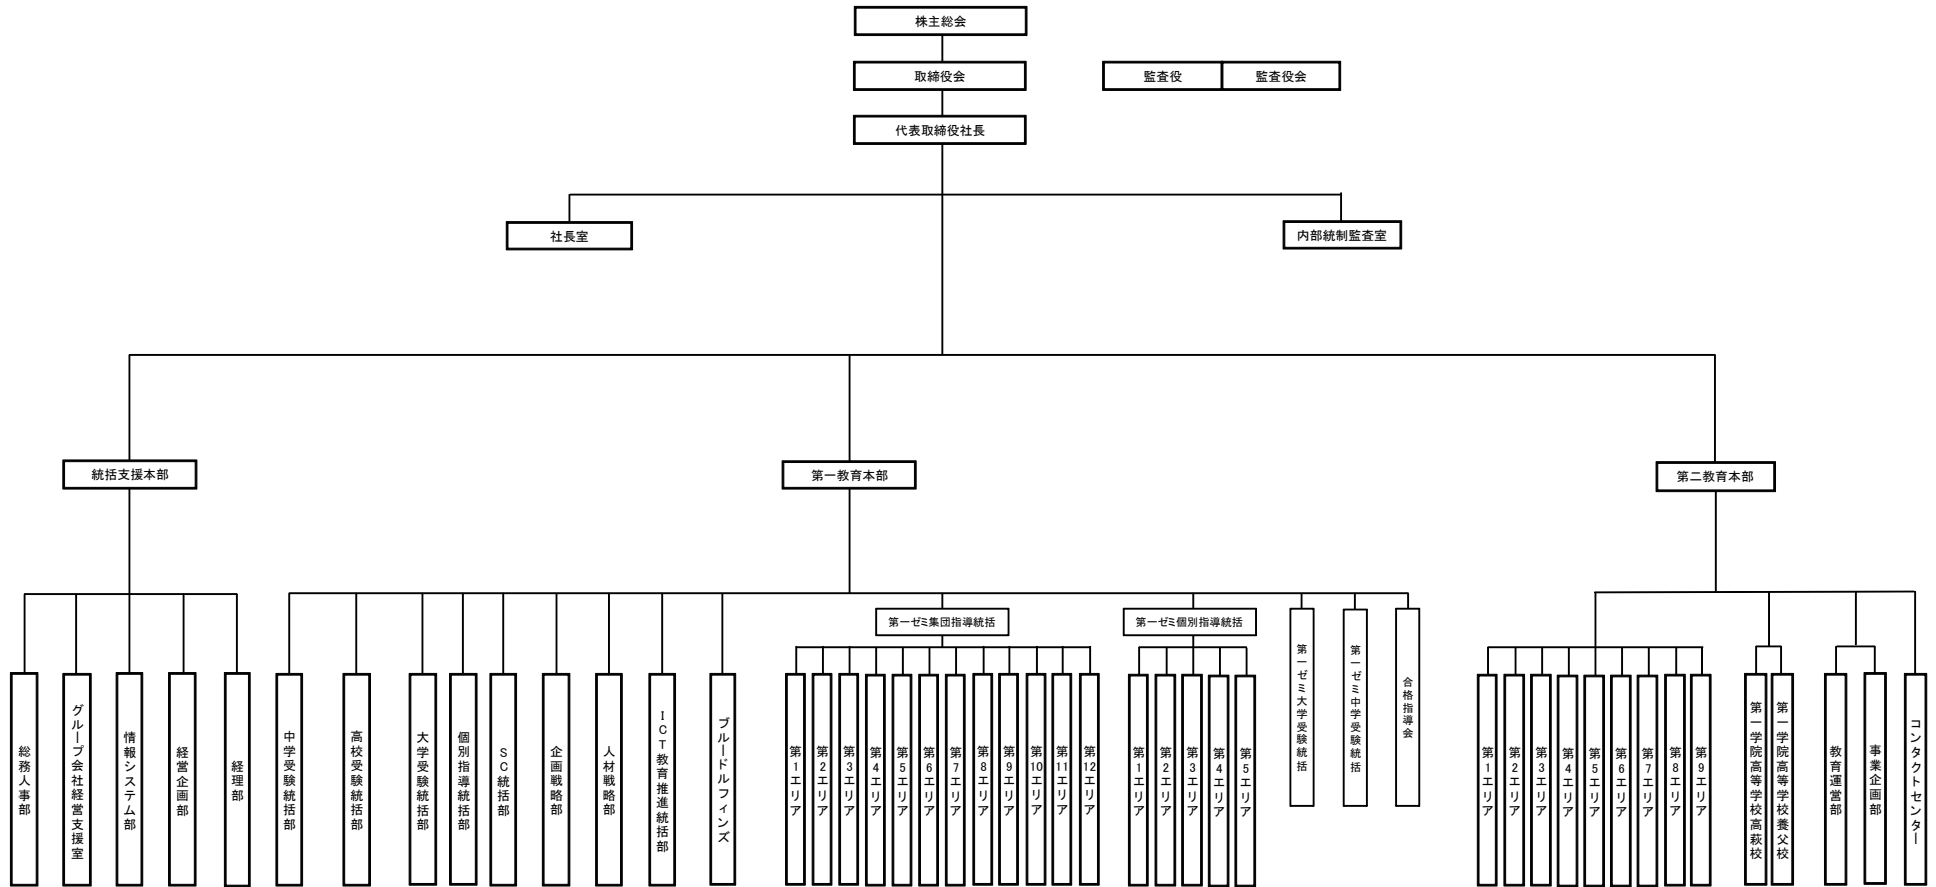 株主総会
取締役会
監査役
監査役会
代表取締役社長
社長室
内部統制監査室
統括支援本部
第一教育本部
第二教育本部
第一ゼミ集団指導統括
第一ゼミ個別指導統括
総務人事部
グループ会社経営支援室
情報システム部
経営企画部
経理部
中学受験統括部
高校受験統括部
大学受験統括部
個別指導統括部
SC統括部
企画戦略部
人材戦略部
ICT教育推進統括部
ブルードルフィンズ
第1エリア
第2エリア
第3エリア
第4エリア
第5エリア
第6エリア
第7エリア
第8エリア
第9エリア
第10エリア
第11エリア
第12エリア
第1エリア
第2エリア
第3エリア
第4エリア
第5エリア
第一ゼミ大学受験統括
第一ゼミ中学受験統括
合格指導会
第1エリア
第2エリア
第3エリア
第4エリア
第5エリア
第6エリア
第7エリア
第8エリア
第9エリア
第一学院高等学校高萩校
第一学院高等学校養父校
教育運営部
事業企画部
コンタクトセンター